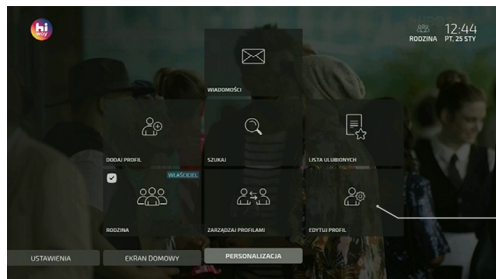 hi
RODZINA
12:44
PT, 25 STY
WIADOMOŚCI
DODAJ PROFIL
SZUKAJ
LISTA ULUBIONYCH
WŁAŚCICIEL
RODZINA
ZARZĄDZAJ PROFILAMI
EDYTUJ PROFIL
USTAWIENIA
EKRAN DOMOWY
PERSONALIZACJA